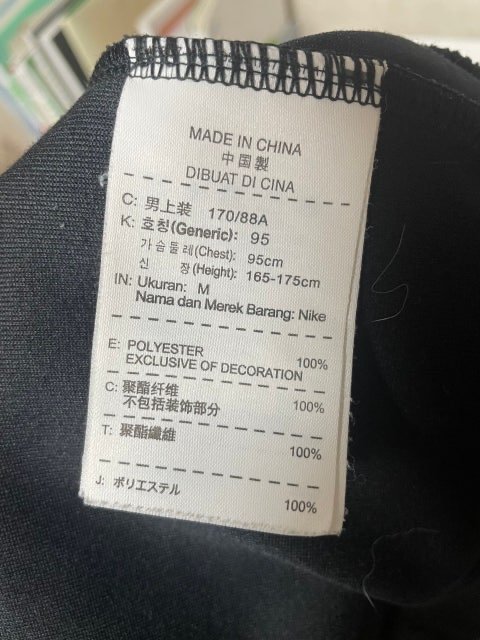 MADE IN CHINA
中国製
DIBUAT DI CINA
C: 男上装 170/88A
K: 호칭(Generic): 95
가슴둘레(Chest): 95cm
신 장(Height): 165-175cm
IN: Ukuran: M
Nama dan Merek Barang: Nike
E: POLYESTER 100%
EXCLUSIVE OF DECORATION
C: 聚酯纤维 100%
不包括装饰部分
T: 聚酯纖維 100%
J: ポリエステル 100%